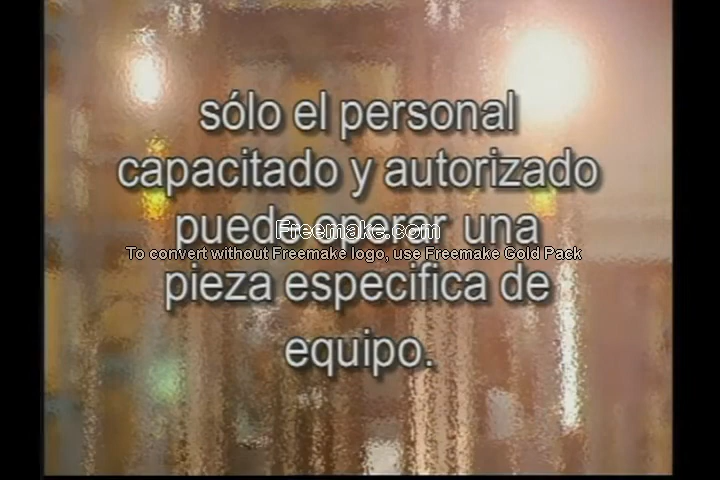 sólo el personal
capacitado y autorizado
puede operar una
Freemake.com
To convert without Freemake logo, use Freemake Gold Pack
pieza especifica de
equipo.